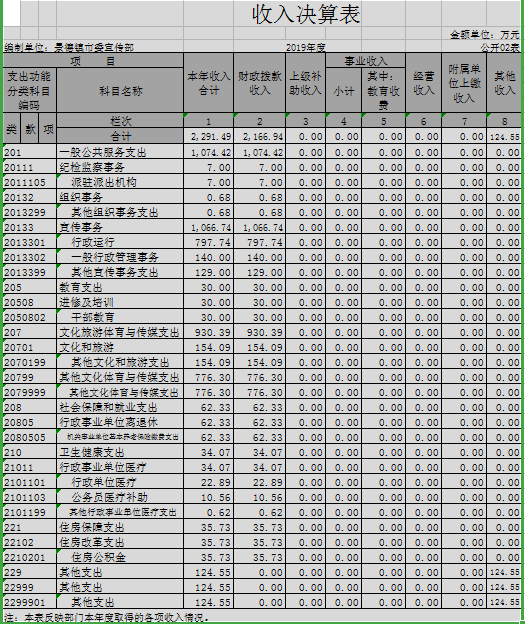 收入决算表
金额单位：万元
编制单位：景德镇市委宣传部 2019年度 公开02表
项 目 本年收入合计 财政拨款收入 上级补助收入 事业收入 经营收入 附属单位上缴收入 其他收入
支出功能分类科目编码 科目名称 小计 其中：教育收费
类 款 项 栏次 1 2 3 4 5 6 7 8
合计 2,291.49 2,166.94 0.00 0.00 0.00 0.00 0.00 124.55
201 一般公共服务支出 1,074.42 1,074.42 0.00 0.00 0.00 0.00 0.00 0.00
20111 纪检监察事务 7.00 7.00 0.00 0.00 0.00 0.00 0.00 0.00
2011105 派驻派出机构 7.00 7.00 0.00 0.00 0.00 0.00 0.00 0.00
20132 组织事务 0.68 0.68 0.00 0.00 0.00 0.00 0.00 0.00
2013299 其他组织事务支出 0.68 0.68 0.00 0.00 0.00 0.00 0.00 0.00
20133 宣传事务 1,066.74 1,066.74 0.00 0.00 0.00 0.00 0.00 0.00
2013301 行政运行 797.74 797.74 0.00 0.00 0.00 0.00 0.00 0.00
2013302 一般行政管理事务 140.00 140.00 0.00 0.00 0.00 0.00 0.00 0.00
2013399 其他宣传事务支出 129.00 129.00 0.00 0.00 0.00 0.00 0.00 0.00
205 教育支出 30.00 30.00 0.00 0.00 0.00 0.00 0.00 0.00
20508 进修及培训 30.00 30.00 0.00 0.00 0.00 0.00 0.00 0.00
2050802 干部教育 30.00 30.00 0.00 0.00 0.00 0.00 0.00 0.00
207 文化旅游体育与传媒支出 930.39 930.39 0.00 0.00 0.00 0.00 0.00 0.00
20701 文化和旅游 154.09 154.09 0.00 0.00 0.00 0.00 0.00 0.00
2070199 其他文化和旅游支出 154.09 154.09 0.00 0.00 0.00 0.00 0.00 0.00
20799 其他文化体育与传媒支出 776.30 776.30 0.00 0.00 0.00 0.00 0.00 0.00
2079999 其他文化体育与传媒支出 776.30 776.30 0.00 0.00 0.00 0.00 0.00 0.00
208 社会保障和就业支出 62.33 62.33 0.00 0.00 0.00 0.00 0.00 0.00
20805 行政事业单位离退休 62.33 62.33 0.00 0.00 0.00 0.00 0.00 0.00
2080505 机关事业单位基本养老保险缴费支出 62.33 62.33 0.00 0.00 0.00 0.00 0.00 0.00
210 卫生健康支出 34.07 34.07 0.00 0.00 0.00 0.00 0.00 0.00
21011 行政事业单位医疗 34.07 34.07 0.00 0.00 0.00 0.00 0.00 0.00
2101101 行政单位医疗 22.89 22.89 0.00 0.00 0.00 0.00 0.00 0.00
2101103 公务员医疗补助 10.56 10.56 0.00 0.00 0.00 0.00 0.00 0.00
2101199 其他行政事业单位医疗支出 0.62 0.62 0.00 0.00 0.00 0.00 0.00 0.00
221 住房保障支出 35.73 35.73 0.00 0.00 0.00 0.00 0.00 0.00
22102 住房改革支出 35.73 35.73 0.00 0.00 0.00 0.00 0.00 0.00
2210201 住房公积金 35.73 35.73 0.00 0.00 0.00 0.00 0.00 0.00
229 其他支出 124.55 0.00 0.00 0.00 0.00 0.00 0.00 124.55
22999 其他支出 124.55 0.00 0.00 0.00 0.00 0.00 0.00 124.55
2299901 其他支出 124.55 0.00 0.00 0.00 0.00 0.00 0.00 124.55
注：本表反映部门本年度取得的各项收入情况。